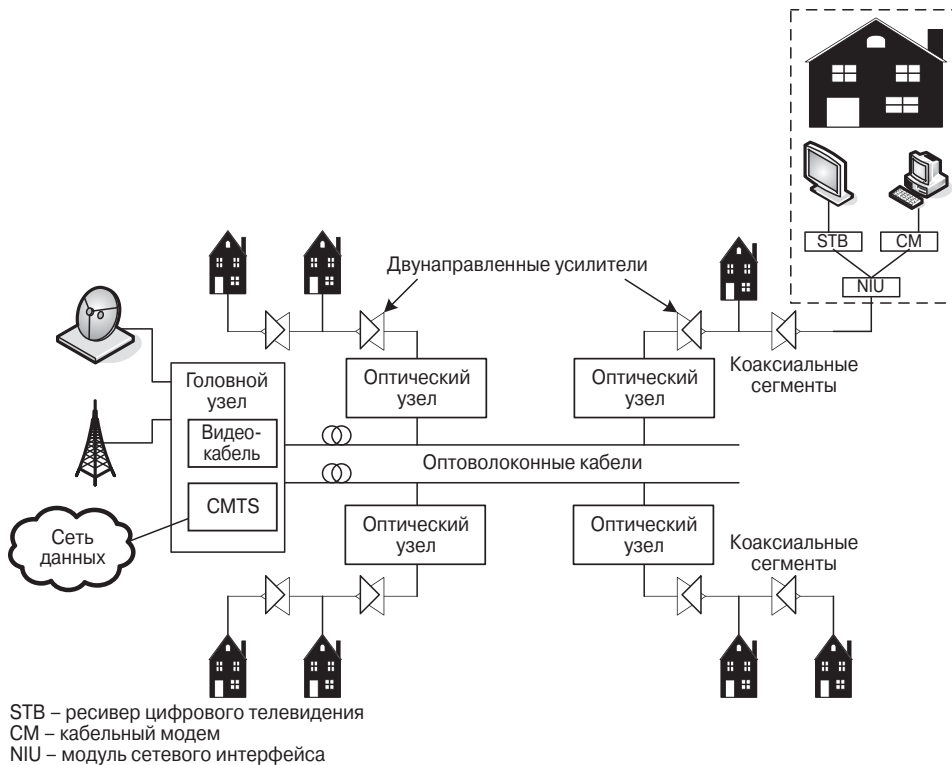 STB
CM
NIU
Двунаправленные усилители
Коаксиальные
сегменты
Головной
узел
Оптический
узел
Оптический
узел
Видео-
кабель
Оптоволоконные кабели
CMTS
Сеть
данных
Оптический
узел
Оптический
узел
Коаксиальные
сегменты
STB – ресивер цифрового телевидения
CM – кабельный модем
NIU – модуль сетевого интерфейса